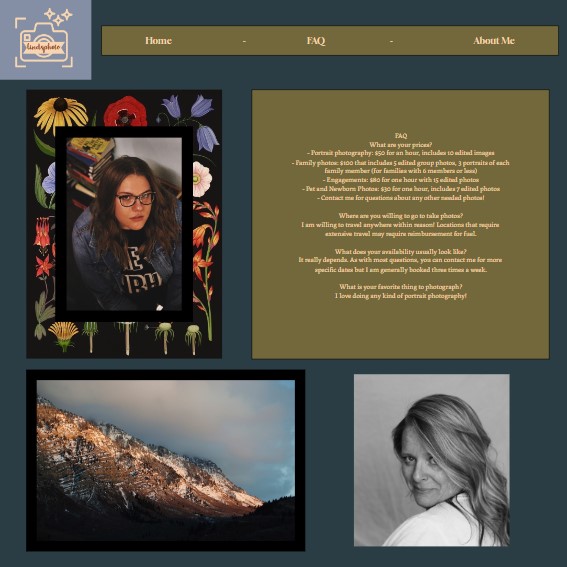 lindsphoto
Home - FAQ - About Me
FAQ
What are your prices?
- Portrait photography: $50 for an hour, includes 10 edited images
- Family photos: $100 that includes 5 edited group photos, 3 portraits of each
family member (for families with 6 members or less)
- Engagements: $80 for one hour with 15 edited photos
- Pet and Newborn Photos: $30 for one hour, includes 7 edited photos
- Contact me for questions about any other needed photos!
Where are you willing to go to take photos?
I am willing to travel anywhere within reason! Locations that require
extensive travel may require reimbursement for fuel.
What does your availability usually look like?
It really depends. As with most questions, you can contact me for more
specific dates but I am generally booked three times a week.
What is your favorite thing to photograph?
I love doing any kind of portrait photography!